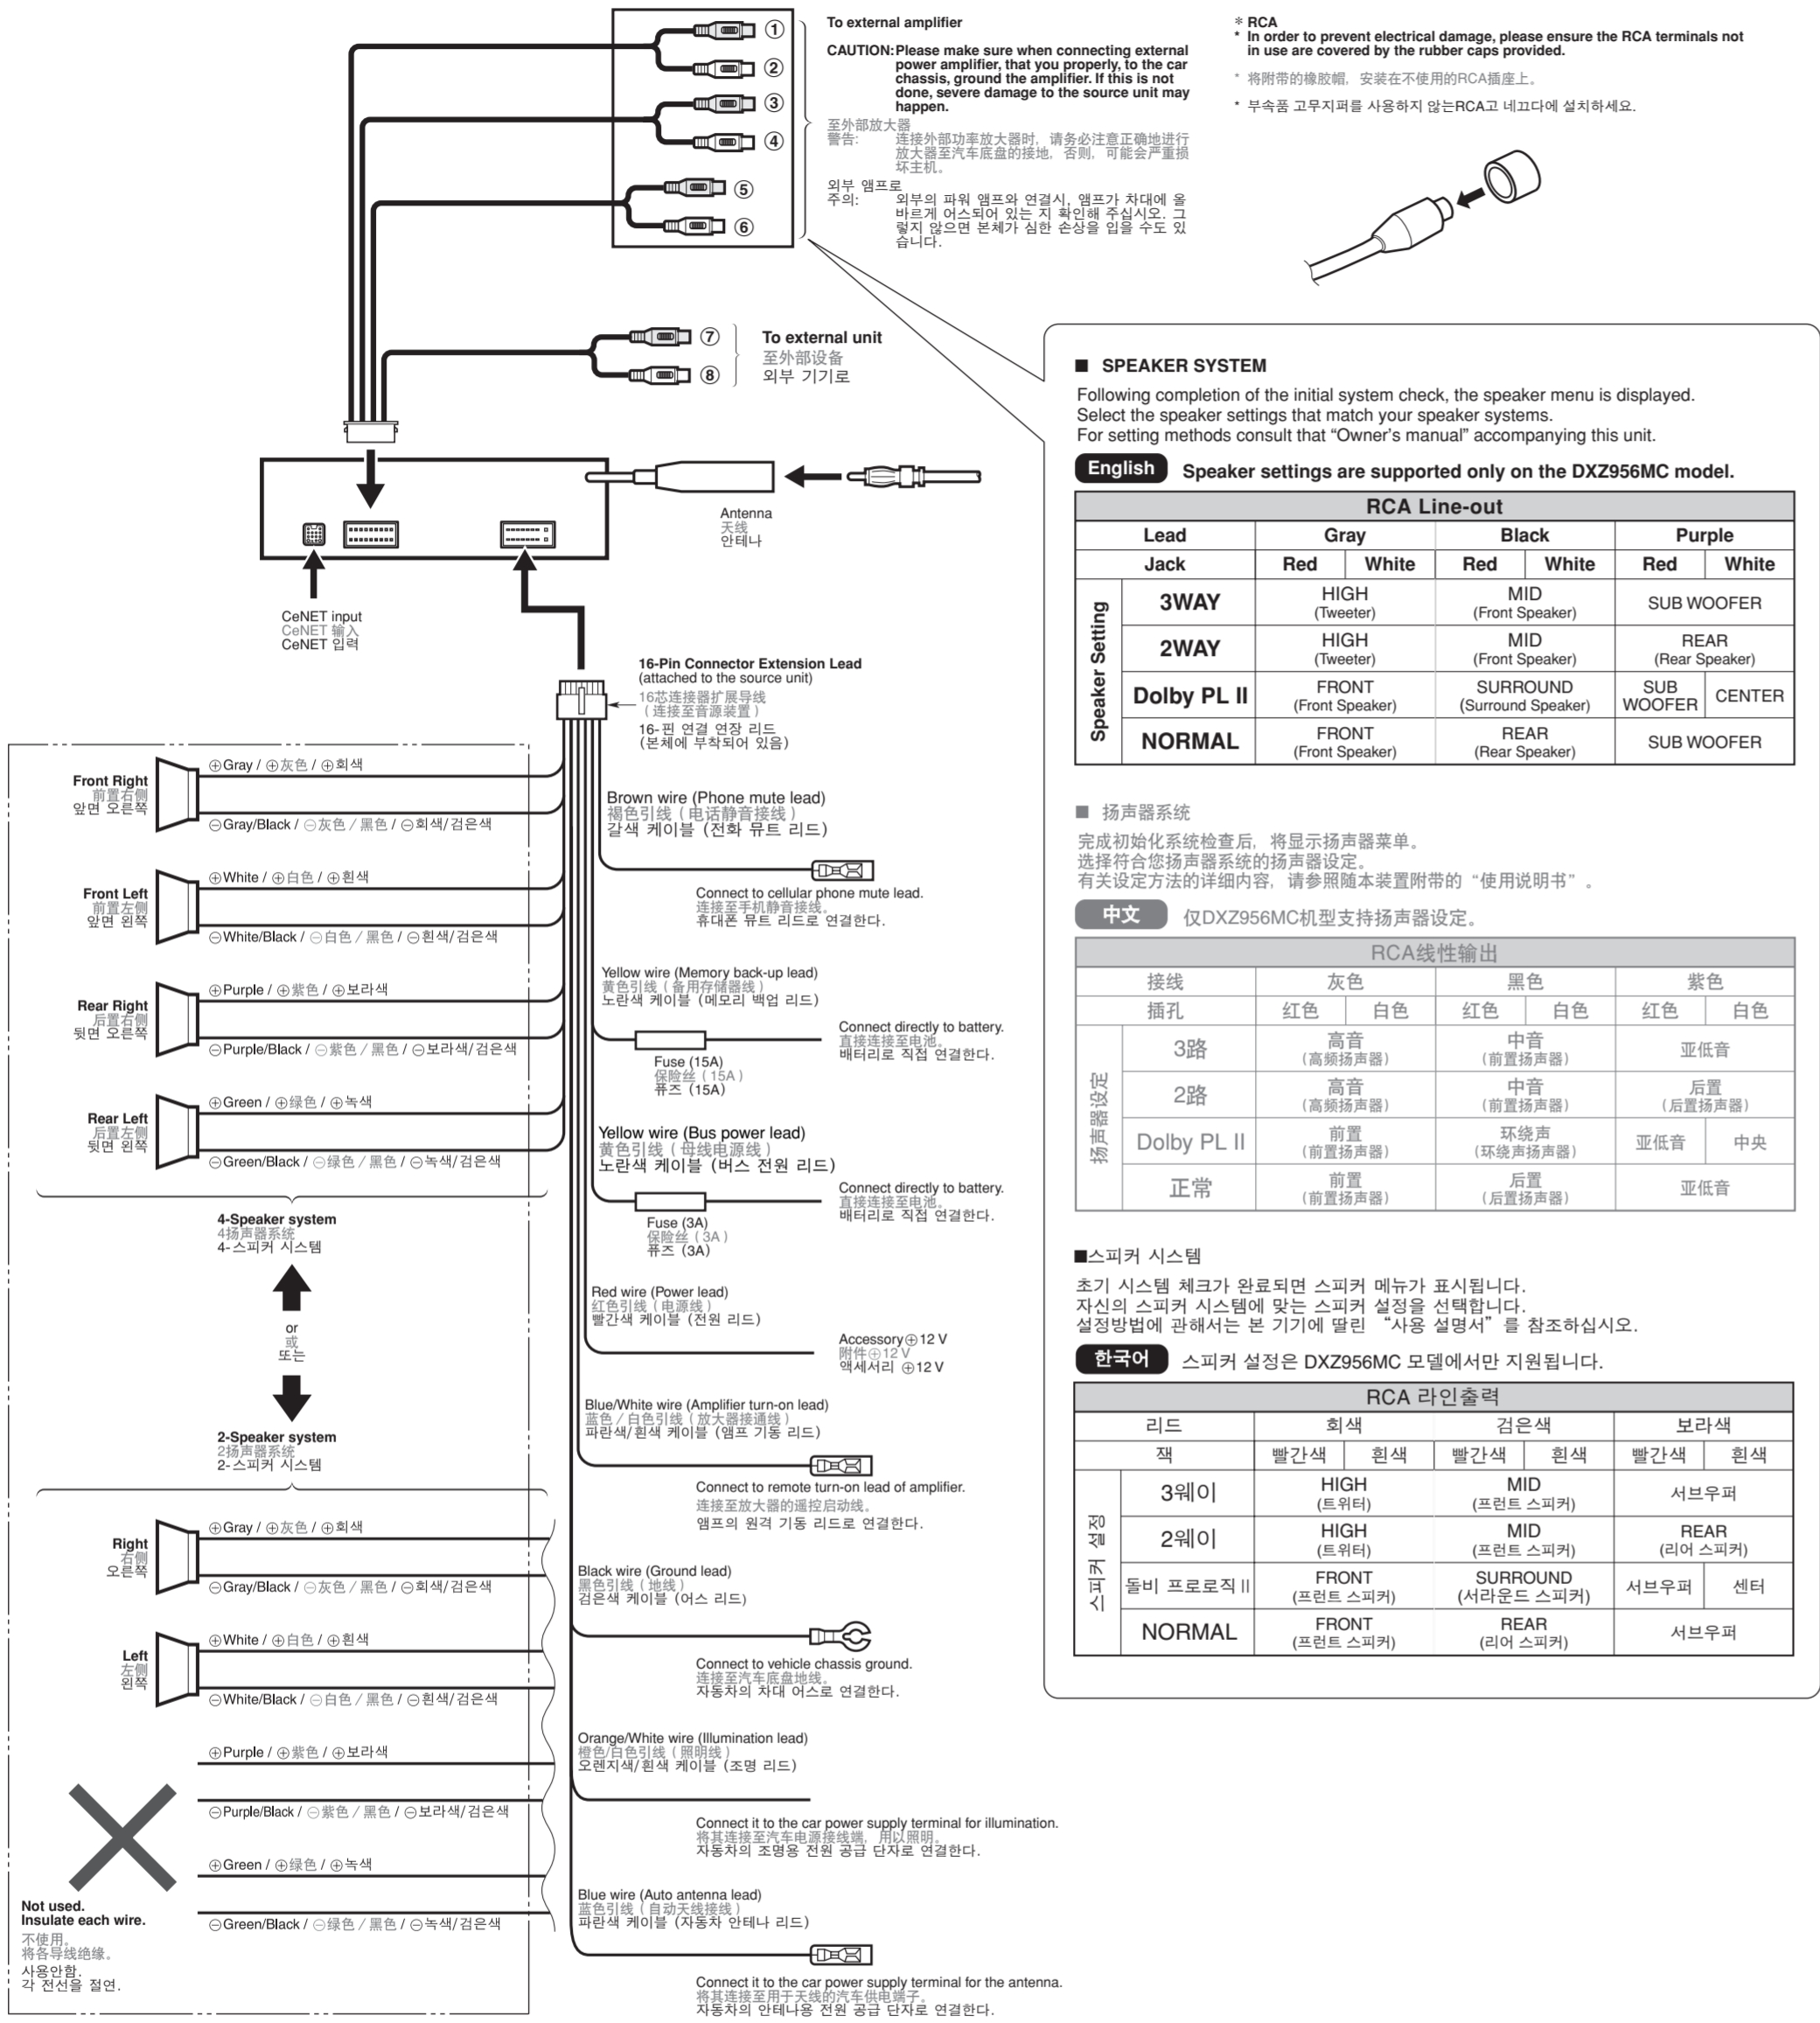 ①
②
③
④
⑤
⑥
To external amplifier
CAUTION: Please make sure when connecting external
power amplifier, that you properly, to the car
chassis, ground the amplifier. If this is not
done, severe damage to the source unit may
happen.
至外部放大器
警告: 连接外部功率放大器时, 请务必注意正确地进行
放大器至汽车底盘的接地, 否则, 可能会严重损
坏主机。
외부 앰프로
주의: 외부의 파워 앰프와 연결시, 앰프가 차대에 올
바르게 어스되어 있는 지 확인해 주십시오. 그
렇지 않으면 본체가 심한 손상을 입을 수도 있
습니다.
* RCA
* In order to prevent electrical damage, please ensure the RCA terminals not
in use are covered by the rubber caps provided.
* 将附带的橡胶帽, 安装在不使用的RCA插座上。
* 부속품 고무지퍼를 사용하지 않는RCA고 네끄다에 설치하세요.
⑦
⑧
To external unit
至外部设备
외부 기기로
Antenna
天线
안테나
CeNET input
CeNET 输入
CeNET 입력
16-Pin Connector Extension Lead
(attached to the source unit)
16芯连接器扩展导线
(连接至音源装置)
16-핀 연결 연장 리드
(본체에 부착되어 있음)
Front Right
前置右侧
앞면 오른쪽
⊕Gray / ⊕灰色 / ⊕회색
⊖Gray/Black / ⊖灰色 / 黑色 / ⊖회색/검은색
Front Left
前置左侧
앞면 왼쪽
⊕White / ⊕白色 / ⊕흰색
⊖White/Black / ⊖白色 / 黑色 / ⊖흰색/검은색
Rear Right
后置右侧
뒷면 오른쪽
⊕Purple / ⊕紫色 / ⊕보라색
⊖Purple/Black / ⊖紫色 / 黑色 / ⊖보라색/검은색
Rear Left
后置左侧
뒷면 왼쪽
⊕Green / ⊕绿色 / ⊕녹색
⊖Green/Black / ⊖绿色 / 黑色 / ⊖녹색/검은색
4-Speaker system
4扬声器系统
4-스피커 시스템
or
或
또는
2-Speaker system
2扬声器系统
2-스피커 시스템
Right
右侧
오른쪽
⊕Gray / ⊕灰色 / ⊕회색
⊖Gray/Black / ⊖灰色 / 黑色 / ⊖회색/검은색
Left
左侧
왼쪽
⊕White / ⊕白色 / ⊕흰색
⊖White/Black / ⊖白色 / 黑色 / ⊖흰색/검은색
⊕Purple / ⊕紫色 / ⊕보라색
⊖Purple/Black / ⊖紫色 / 黑色 / ⊖보라색/검은색
⊕Green / ⊕绿色 / ⊕녹색
⊖Green/Black / ⊖绿色 / 黑色 / ⊖녹색/검은색
Not used.
Insulate each wire.
不使用。
将各导线绝缘。
사용안함.
각 전선을 절연.
Brown wire (Phone mute lead)
褐色引线 (电话静音接线)
갈색 케이블 (전화 뮤트 리드)
Connect to cellular phone mute lead.
连接至手机静音接线。
휴대폰 뮤트 리드로 연결한다.
Yellow wire (Memory back-up lead)
黄色引线 (备用存储器线)
노란색 케이블 (메모리 백업 리드)
Connect directly to battery.
直接连接至电池。
배터리로 직접 연결한다.
Fuse (15A)
保险丝 (15A)
퓨즈 (15A)
Yellow wire (Bus power lead)
黄色引线 (母线电源线)
노란색 케이블 (버스 전원 리드)
Connect directly to battery.
直接连接至电池。
배터리로 직접 연결한다.
Fuse (3A)
保险丝 (3A)
퓨즈 (3A)
Red wire (Power lead)
红色引线 (电源线)
빨간색 케이블 (전원 리드)
Accessory⊕12 V
附件⊕12 V
액세서리 ⊕12 V
Blue/White wire (Amplifier turn-on lead)
蓝色 / 白色引线 (放大器接通线)
파란색/흰색 케이블 (앰프 기동 리드)
Connect to remote turn-on lead of amplifier.
连接至放大器的遥控启动线。
앰프의 원격 기동 리드로 연결한다.
Black wire (Ground lead)
黑色引线 (地线)
검은색 케이블 (어스 리드)
Connect to vehicle chassis ground.
连接至汽车底盘地线。
자동차의 차대 어스로 연결한다.
Orange/White wire (Illumination lead)
橙色/白色引线 (照明线)
오렌지색/흰색 케이블 (조명 리드)
Connect it to the car power supply terminal for illumination.
将其连接至汽车电源接线端, 用以照明。
자동차의 조명용 전원 공급 단자로 연결한다.
Blue wire (Auto antenna lead)
蓝色引线 (自动天线接线)
파란색 케이블 (자동차 안테나 리드)
Connect it to the car power supply terminal for the antenna.
将其连接至用于天线的汽车供电端子。
자동차의 안테나용 전원 공급 단자로 연결한다.
■ SPEAKER SYSTEM
Following completion of the initial system check, the speaker menu is displayed.
Select the speaker settings that match your speaker systems.
For setting methods consult that “Owner's manual” accompanying this unit.
English Speaker settings are supported only on the DXZ956MC model.
RCA Line-out
Lead Gray Black Purple
Jack Red White Red White Red White
Speaker Setting
3WAY HIGH (Tweeter) MID (Front Speaker) SUB WOOFER
2WAY HIGH (Tweeter) MID (Front Speaker) REAR (Rear Speaker)
Dolby PL II FRONT (Front Speaker) SURROUND (Surround Speaker) SUB WOOFER CENTER
NORMAL FRONT (Front Speaker) REAR (Rear Speaker) SUB WOOFER
■ 扬声器系统
完成初始化系统检查后, 将显示扬声器菜单。
选择符合您扬声器系统的扬声器设定。
有关设定方法的详细内容, 请参照随本装置附带的“使用说明书”。
中文 仅DXZ956MC机型支持扬声器设定。
RCA线性输出
接线 灰色 黑色 紫色
插孔 红色 白色 红色 白色 红色 白色
扬声器设定
3路 高音 (高频扬声器) 中音 (前置扬声器) 亚低音
2路 高音 (高频扬声器) 中音 (前置扬声器) 后置 (后置扬声器)
Dolby PL II 前置 (前置扬声器) 环绕声 (环绕声扬声器) 亚低音 中央
正常 前置 (前置扬声器) 后置 (后置扬声器) 亚低音
■스피커 시스템
초기 시스템 체크가 완료되면 스피커 메뉴가 표시됩니다.
자신의 스피커 시스템에 맞는 스피커 설정을 선택합니다.
설정방법에 관해서는 본 기기에 딸린 “사용 설명서”를 참조하십시오.
한국어 스피커 설정은 DXZ956MC 모델에서만 지원됩니다.
RCA 라인출력
리드 회색 검은색 보라색
잭 빨간색 흰색 빨간색 흰색 빨간색 흰색
스피커 설정
3웨이 HIGH (트위터) MID (프런트 스피커) 서브우퍼
2웨이 HIGH (트위터) MID (프런트 스피커) REAR (리어 스피커)
돌비 프로로직 II FRONT (프런트 스피커) SURROUND (서라운드 스피커) 서브우퍼 센터
NORMAL FRONT (프런트 스피커) REAR (리어 스피커) 서브우퍼